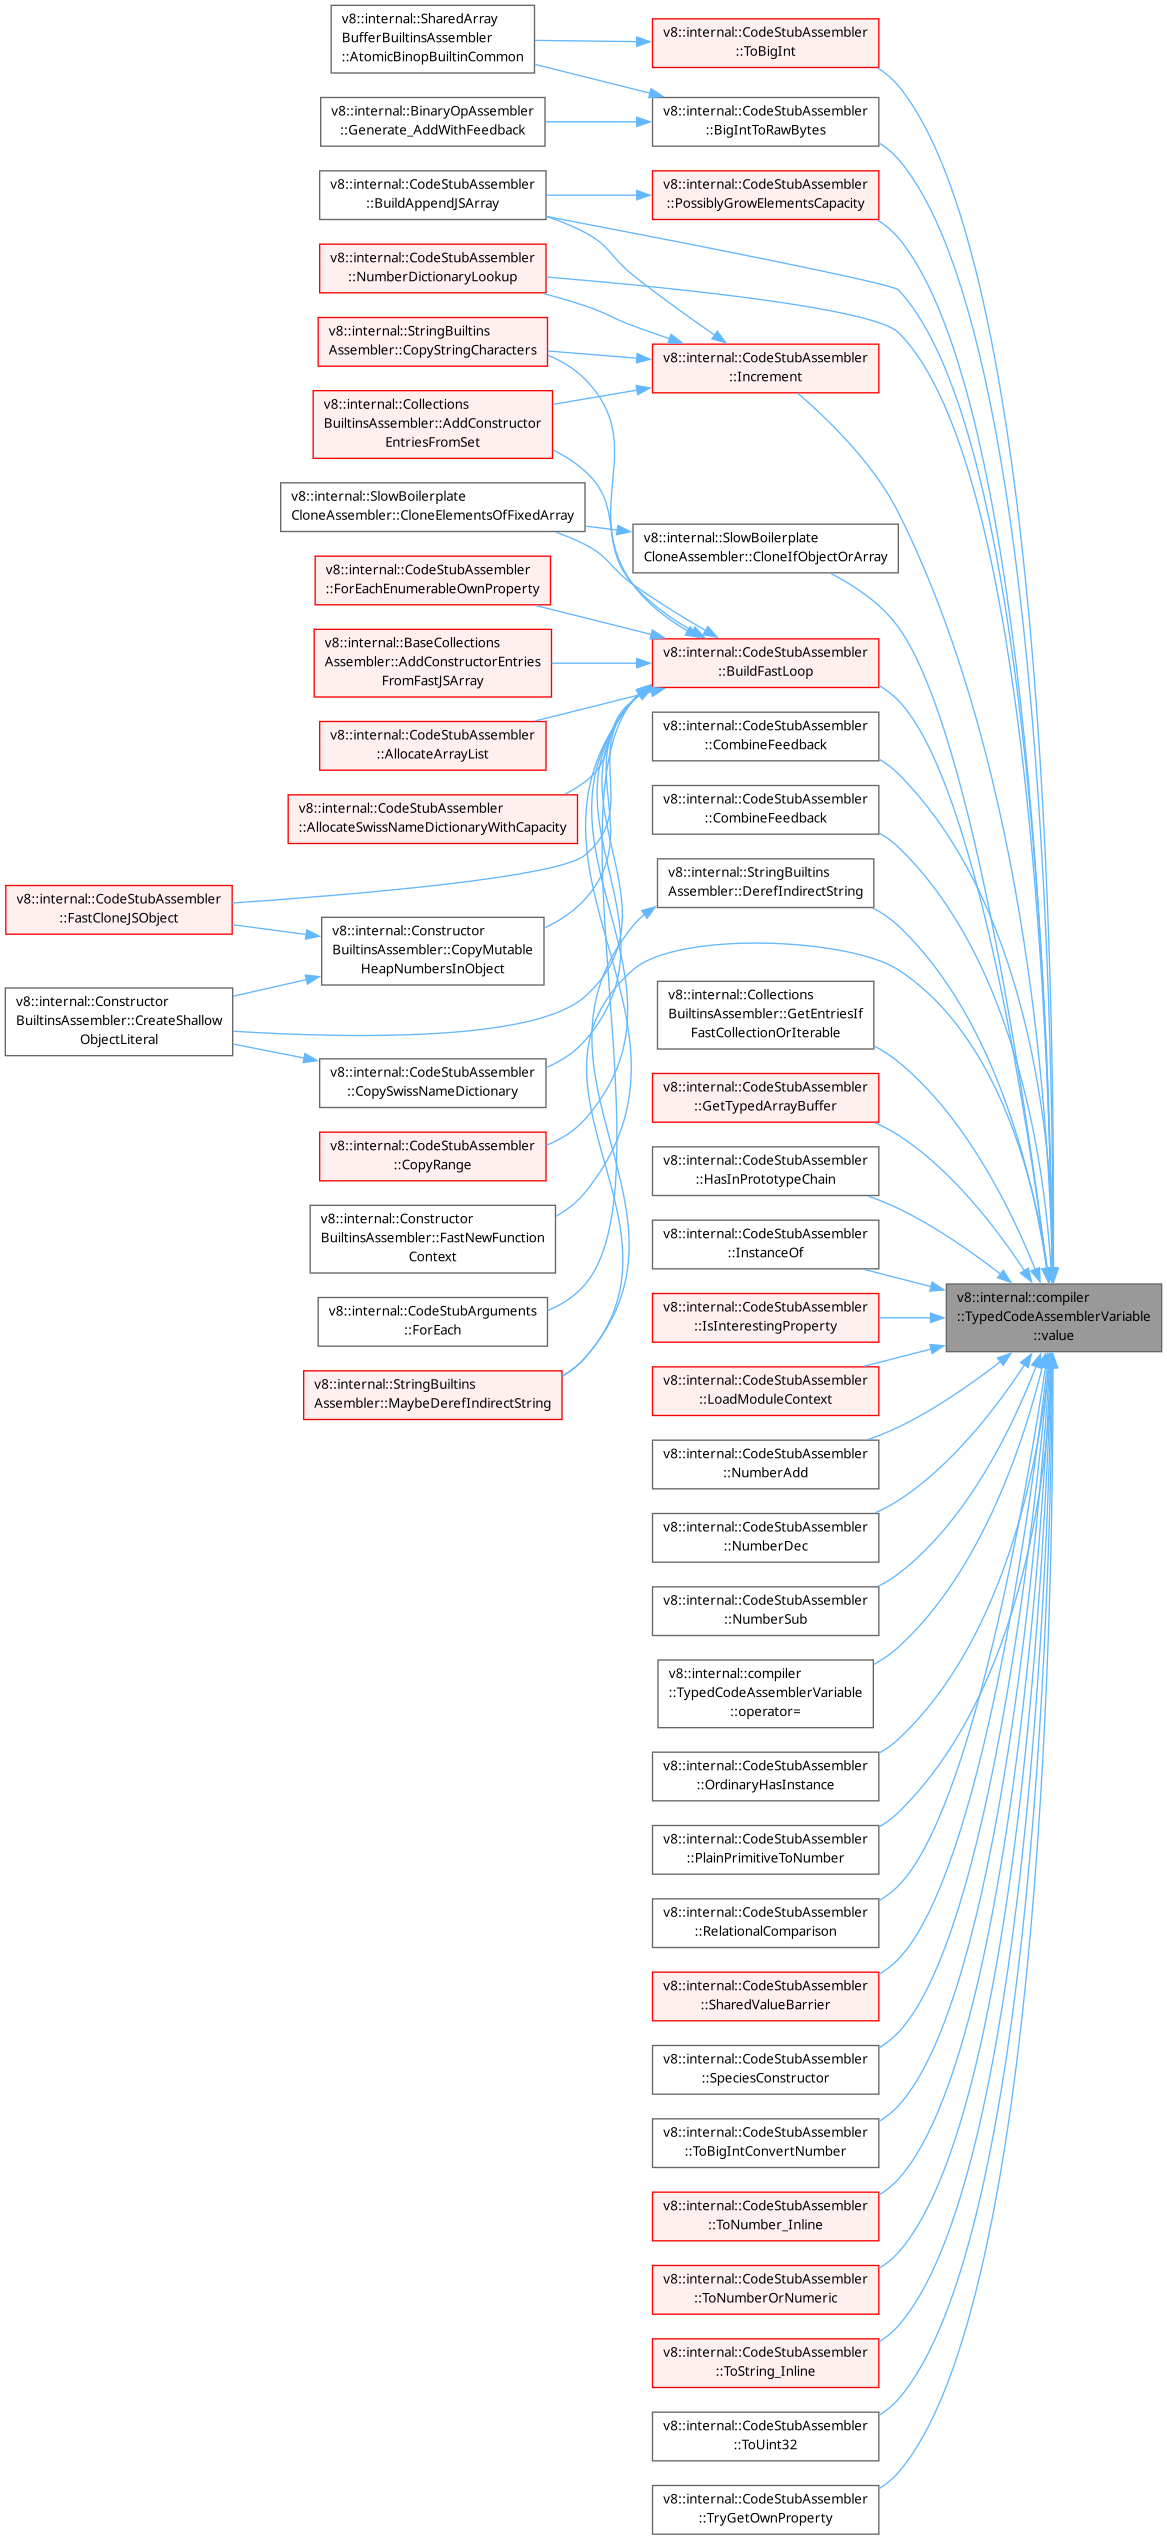 v8::internal::SharedArray
BufferBuiltinsAssembler
::AtomicBinopBuiltinCommon
v8::internal::CodeStubAssembler
::ToBigInt
v8::internal::BinaryOpAssembler
::Generate_AddWithFeedback
v8::internal::CodeStubAssembler
::BigIntToRawBytes
v8::internal::CodeStubAssembler
::BuildAppendJSArray
v8::internal::CodeStubAssembler
::PossiblyGrowElementsCapacity
v8::internal::CodeStubAssembler
::NumberDictionaryLookup
v8::internal::StringBuiltins
Assembler::CopyStringCharacters
v8::internal::CodeStubAssembler
::Increment
v8::internal::Collections
BuiltinsAssembler::AddConstructor
EntriesFromSet
v8::internal::SlowBoilerplate
CloneAssembler::CloneElementsOfFixedArray
v8::internal::SlowBoilerplate
CloneAssembler::CloneIfObjectOrArray
v8::internal::CodeStubAssembler
::ForEachEnumerableOwnProperty
v8::internal::BaseCollections
Assembler::AddConstructorEntries
FromFastJSArray
v8::internal::CodeStubAssembler
::BuildFastLoop
v8::internal::CodeStubAssembler
::AllocateArrayList
v8::internal::CodeStubAssembler
::CombineFeedback
v8::internal::CodeStubAssembler
::AllocateSwissNameDictionaryWithCapacity
v8::internal::CodeStubAssembler
::CombineFeedback
v8::internal::CodeStubAssembler
::FastCloneJSObject
v8::internal::StringBuiltins
Assembler::DerefIndirectString
v8::internal::Constructor
BuiltinsAssembler::CopyMutable
HeapNumbersInObject
v8::internal::Constructor
BuiltinsAssembler::CreateShallow
ObjectLiteral
v8::internal::Collections
BuiltinsAssembler::GetEntriesIf
FastCollectionOrIterable
v8::internal::CodeStubAssembler
::CopySwissNameDictionary
v8::internal::CodeStubAssembler
::GetTypedArrayBuffer
v8::internal::CodeStubAssembler
::CopyRange
v8::internal::CodeStubAssembler
::HasInPrototypeChain
v8::internal::Constructor
BuiltinsAssembler::FastNewFunction
Context
v8::internal::CodeStubAssembler
::InstanceOf
v8::internal::CodeStubArguments
::ForEach
v8::internal::CodeStubAssembler
::IsInterestingProperty
v8::internal::compiler
::TypedCodeAssemblerVariable
::value
v8::internal::StringBuiltins
Assembler::MaybeDerefIndirectString
v8::internal::CodeStubAssembler
::LoadModuleContext
v8::internal::CodeStubAssembler
::NumberAdd
v8::internal::CodeStubAssembler
::NumberDec
v8::internal::CodeStubAssembler
::NumberSub
v8::internal::compiler
::TypedCodeAssemblerVariable
::operator=
v8::internal::CodeStubAssembler
::OrdinaryHasInstance
v8::internal::CodeStubAssembler
::PlainPrimitiveToNumber
v8::internal::CodeStubAssembler
::RelationalComparison
v8::internal::CodeStubAssembler
::SharedValueBarrier
v8::internal::CodeStubAssembler
::SpeciesConstructor
v8::internal::CodeStubAssembler
::ToBigIntConvertNumber
v8::internal::CodeStubAssembler
::ToNumber_Inline
v8::internal::CodeStubAssembler
::ToNumberOrNumeric
v8::internal::CodeStubAssembler
::ToString_Inline
v8::internal::CodeStubAssembler
::ToUint32
v8::internal::CodeStubAssembler
::TryGetOwnProperty